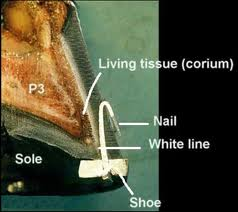 Living tissue (corium)
P3
Nail
White line
Sole
Shoe